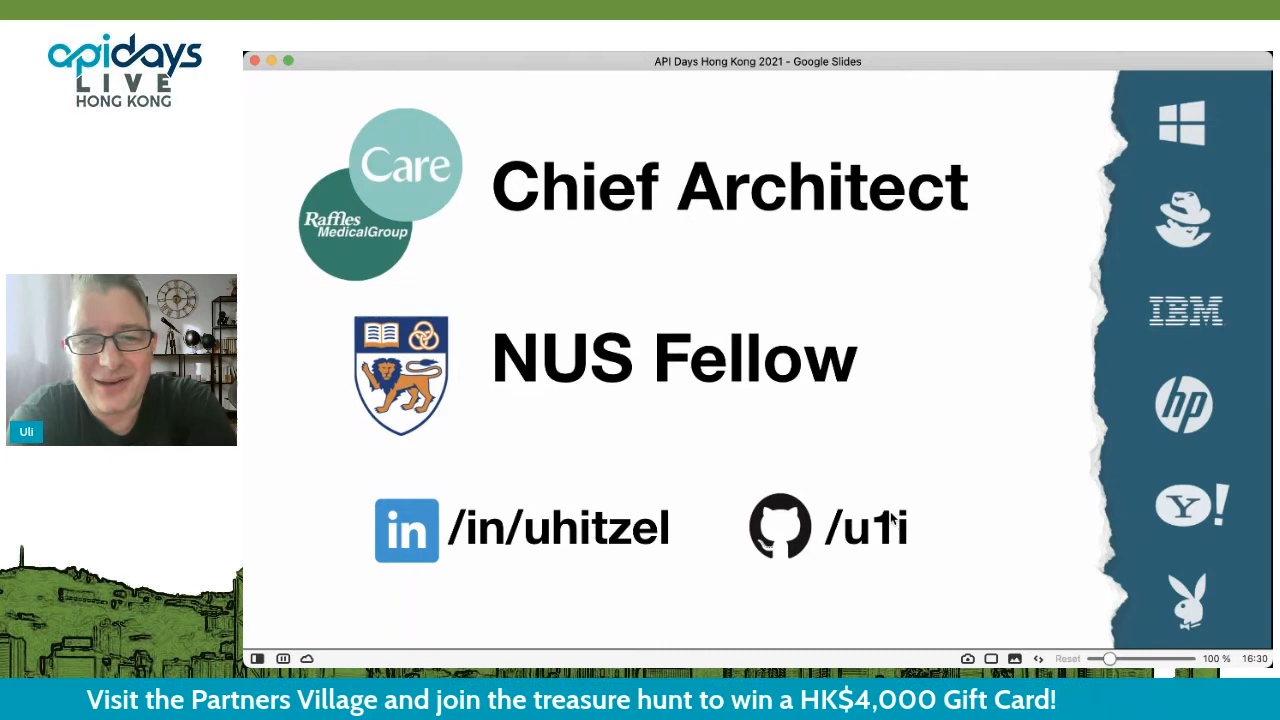 apidays
LIVE
HONG KONG
API Days Hong Kong 2021 - Google Slides
Care
Raffles
MedicalGroup
Chief Architect
NUS Fellow
in
/in/uhitzel
/u1i
IBM
hp
Y!
Uli
Reset
100 %
16:30
Visit the Partners Village and join the treasure hunt to win a HK$4,000 Gift Card!